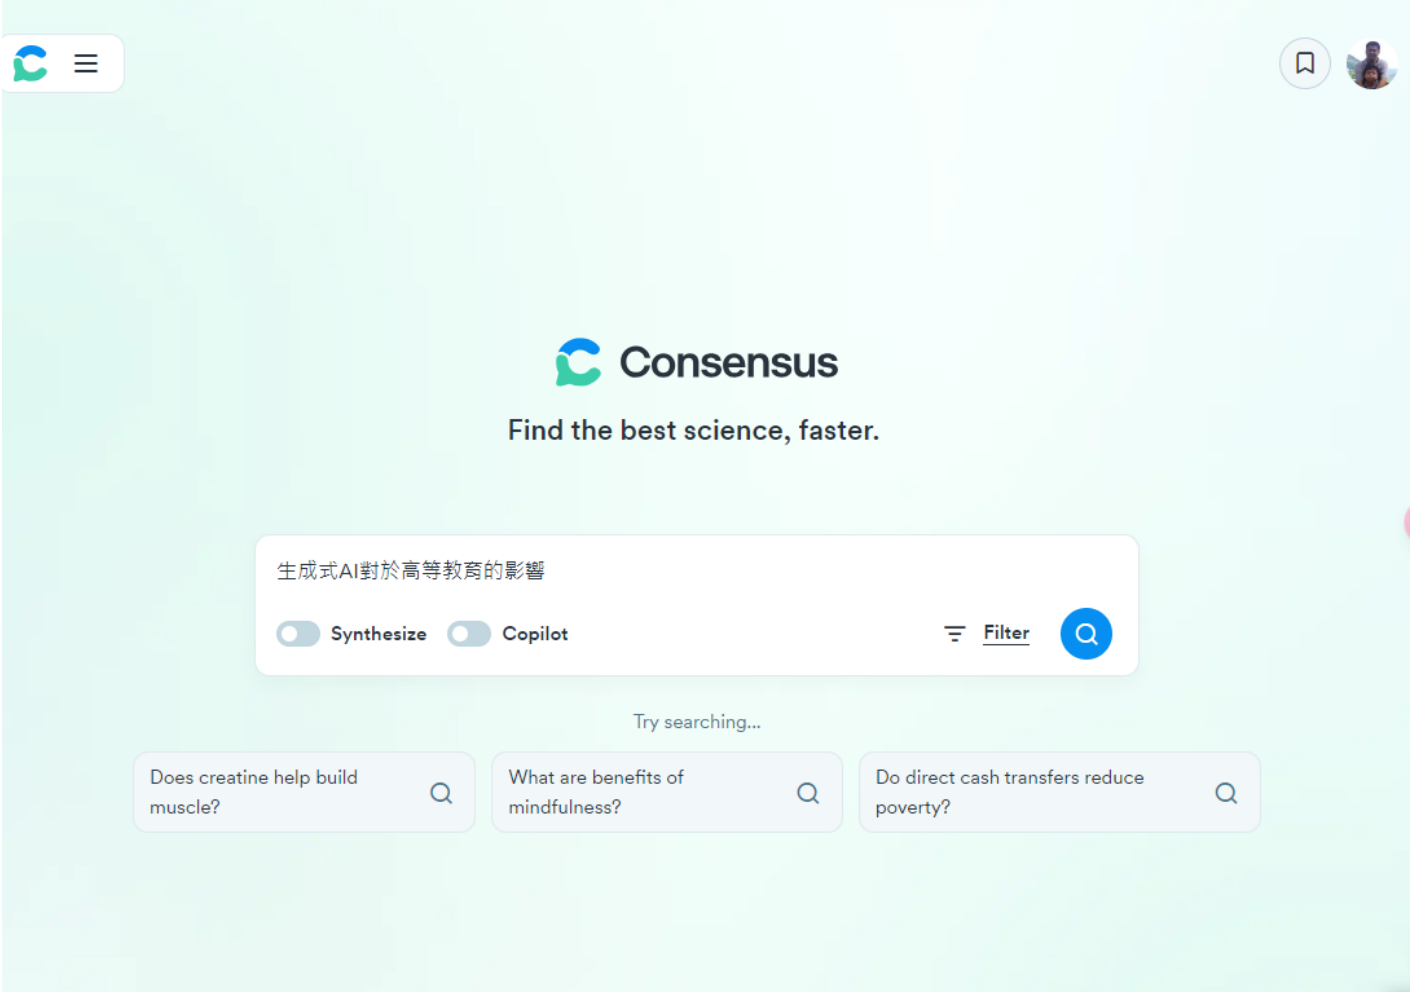 Consensus
Find the best science, faster.
生成式AI對於高等教育的影響
Synthesize Copilot Filter
Try searching...
Does creatine help build
muscle?
What are benefits of
mindfulness?
Do direct cash transfers reduce
poverty?